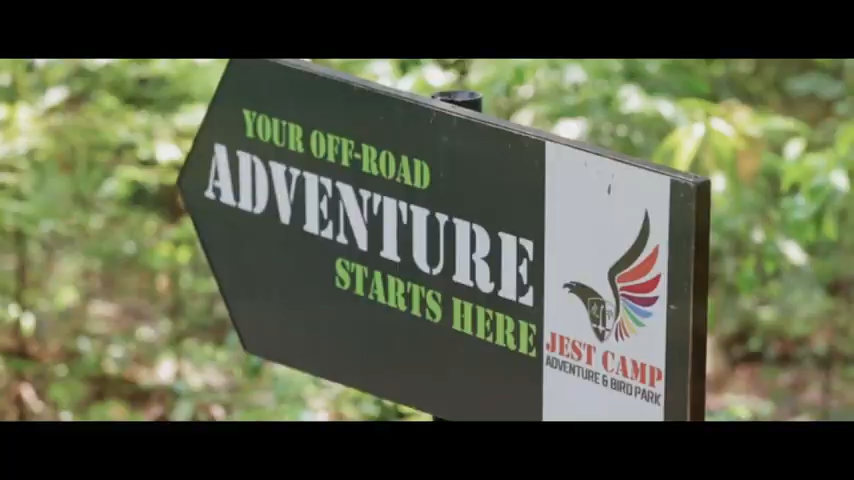 YOUR OFF-ROAD
ADVENTURE
STARTS HERE
JEST CAMP
ADVENTURE & BIRD PARK